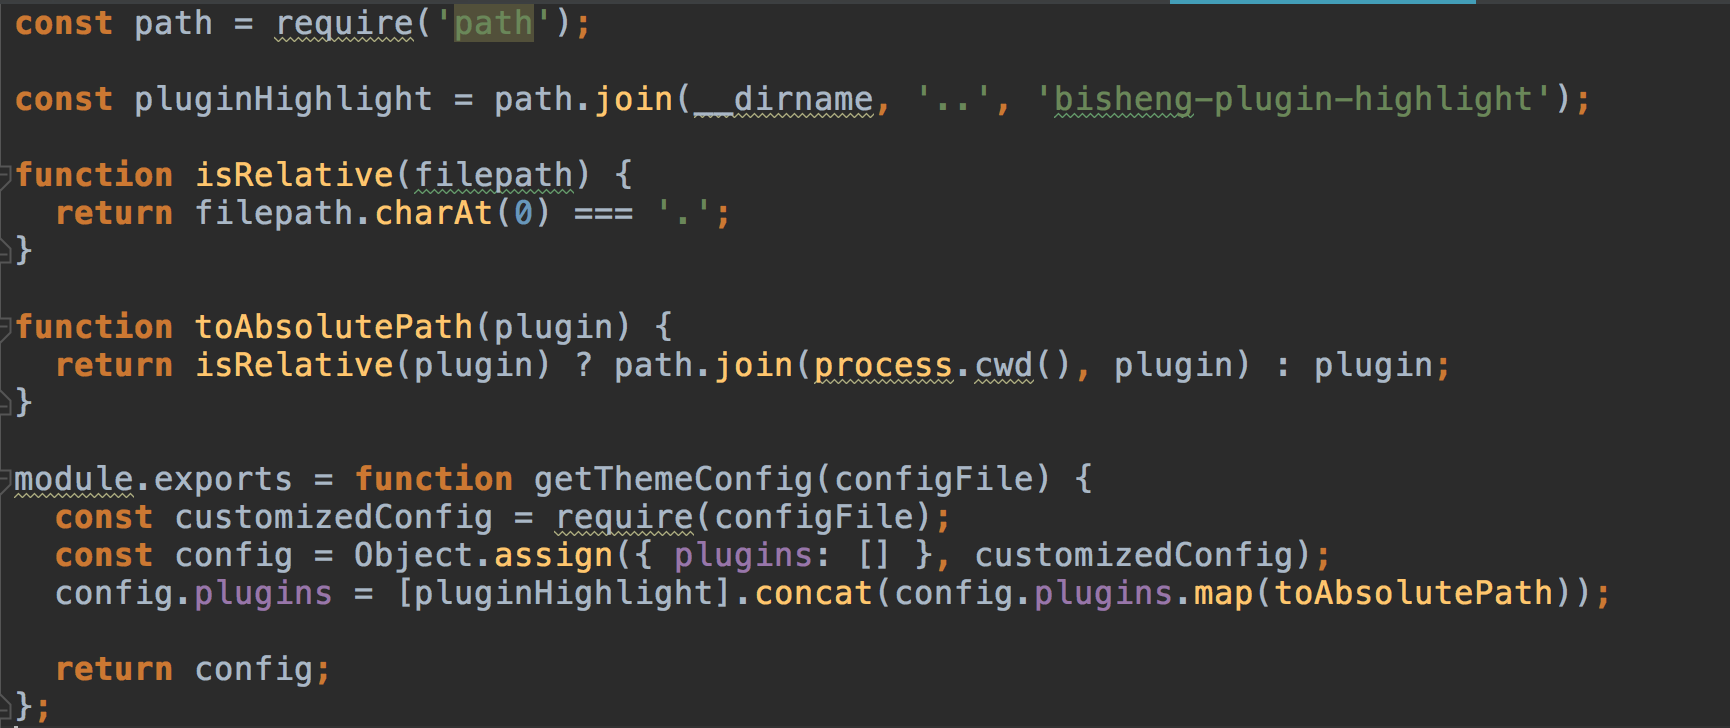 const path = require('path');
const pluginHighlight = path.join(__dirname, '..', 'bisheng-plugin-highlight');
function isRelative(filepath) {
  return filepath.charAt(0) === '.';
}
function toAbsolutePath(plugin) {
  return isRelative(plugin) ? path.join(process.cwd(), plugin) : plugin;
}
module.exports = function getThemeConfig(configFile) {
  const customizedConfig = require(configFile);
  const config = Object.assign({ plugins: [] }, customizedConfig);
  config.plugins = [pluginHighlight].concat(config.plugins.map(toAbsolutePath));
  return config;
};